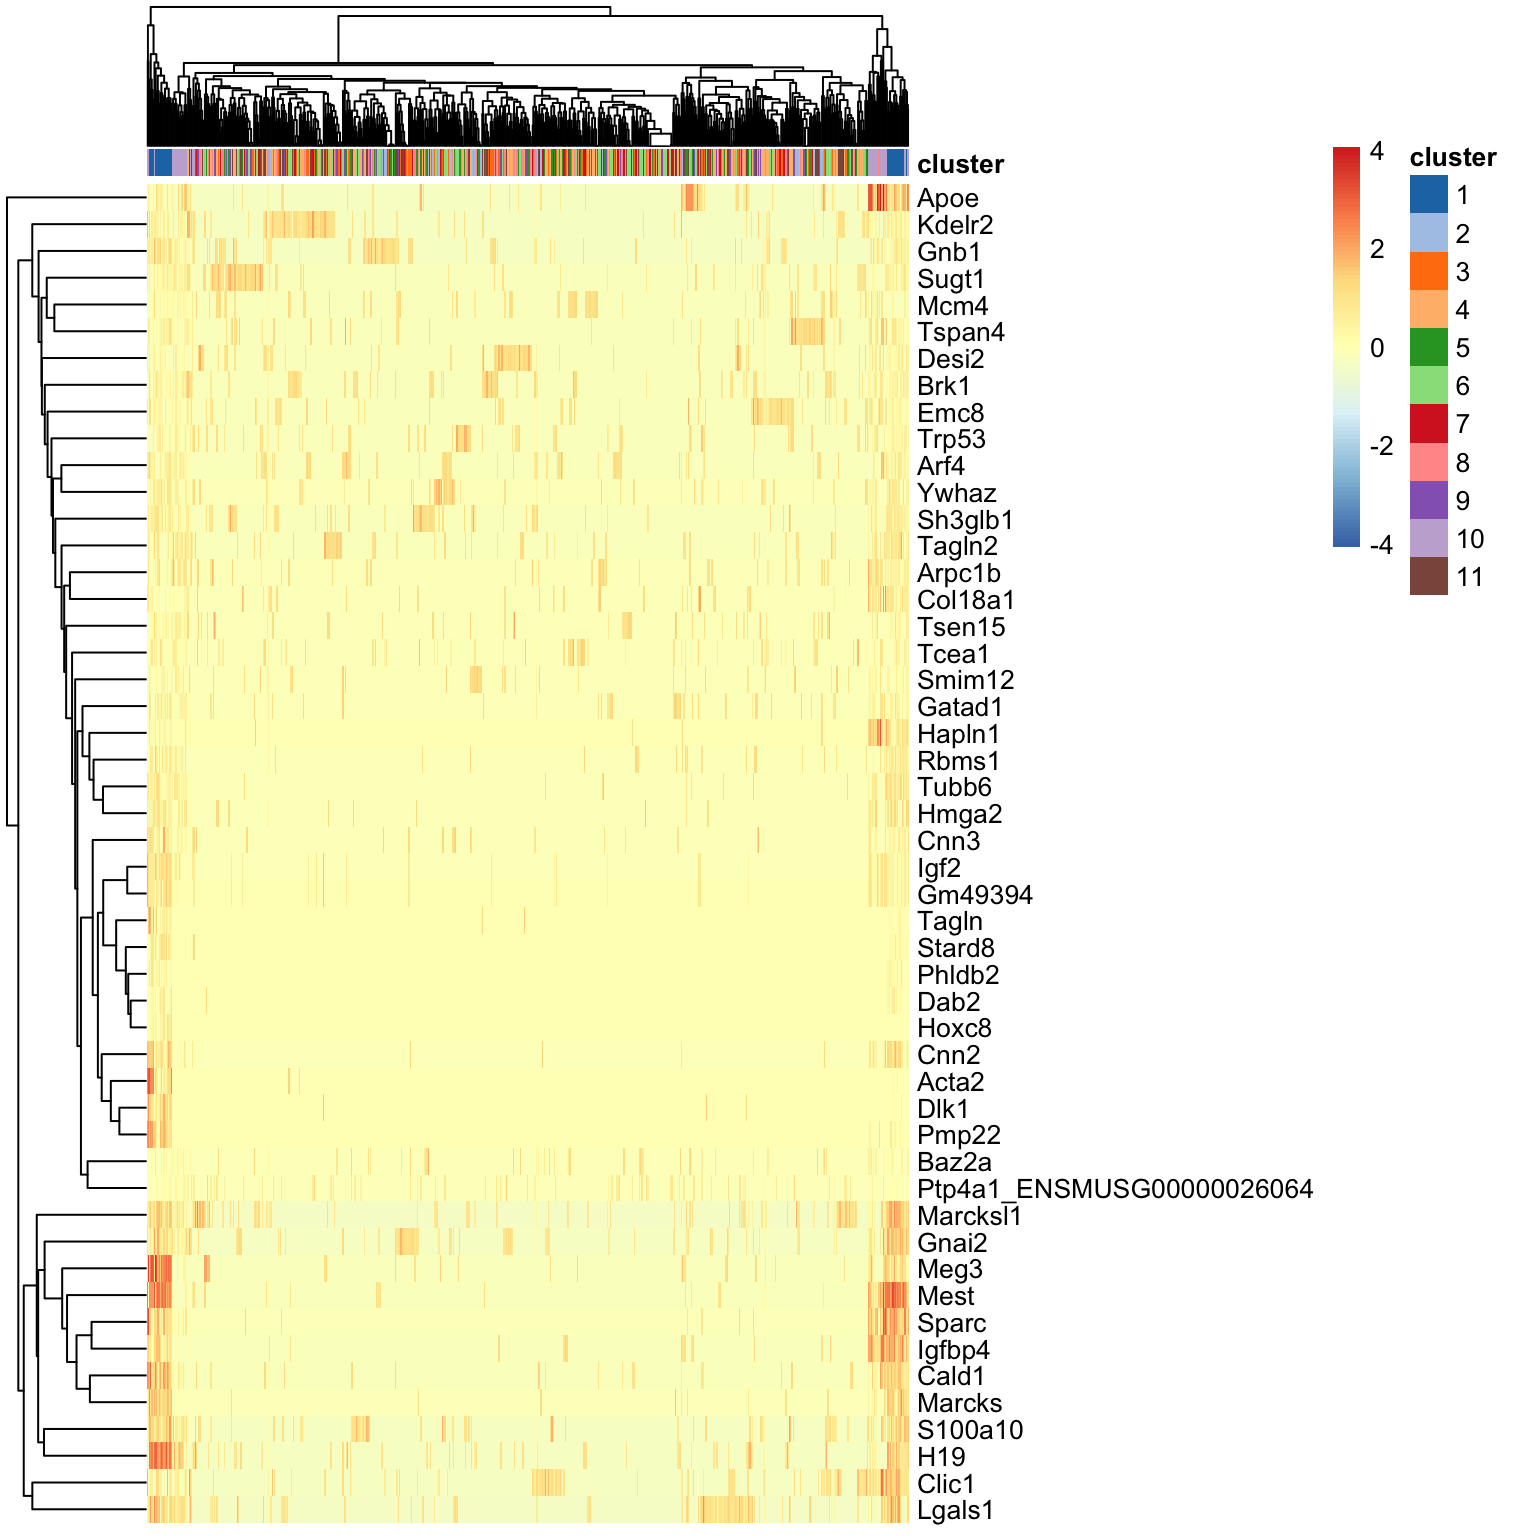 cluster
Apoe
Kdelr2
Gnb1
Sugt1
Mcm4
Tspan4
Desi2
Brk1
Emc8
Trp53
Arf4
Ywhaz
Sh3glb1
Tagln2
Arpc1b
Col18a1
Tsen15
Tcea1
Smim12
Gatad1
Hapln1
Rbms1
Tubb6
Hmga2
Cnn3
Igf2
Gm49394
Tagln
Stard8
Phldb2
Dab2
Hoxc8
Cnn2
Acta2
Dlk1
Pmp22
Baz2a
Ptp4a1_ENSMUSG00000026064
Marcksl1
Gnai2
Meg3
Mest
Sparc
Igfbp4
Cald1
Marcks
S100a10
H19
Clic1
Lgals1
4
2
0
-2
-4
cluster
1
2
3
4
5
6
7
8
9
10
11